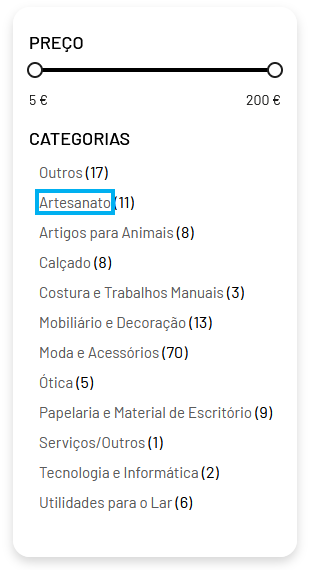 PREÇO
5 € 200 €
CATEGORIAS
Outros (17)
Artesanato (11)
Artigos para Animais (8)
Calçado (8)
Costura e Trabalhos Manuais (3)
Mobiliário e Decoração (13)
Moda e Acessórios (70)
Ótica (5)
Papelaria e Material de Escritório (9)
Serviços/Outros (1)
Tecnologia e Informática (2)
Utilidades para o Lar (6)